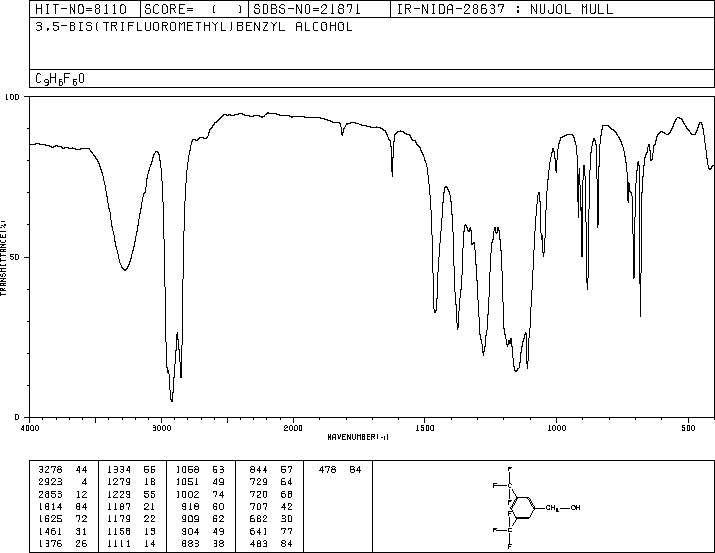 HIT-NO=8110 SCORE= ( ) SDBS-NO=21871 IR-NIDA-28637 : NUJOL MULL
3,5-BIS(TRIFLUOROMETHYL)BENZYL ALCOHOL
C9H6F6O
100
50
0
TRANSMITTANCE(%)
4000 3000 2000 1500 1000 500
WAVENUMBER(-1)
3278 44 1334 56 1068 63 844 57 478 84
2923 4 1279 18 1051 49 729 64
2853 12 1229 55 1002 74 720 68
1814 84 1187 21 918 60 707 42
1625 72 1179 22 909 62 682 30
1461 31 1158 13 904 49 641 77
1376 26 1111 14 883 38 483 84
F
F C
F
F
CH2 OH
F C
F